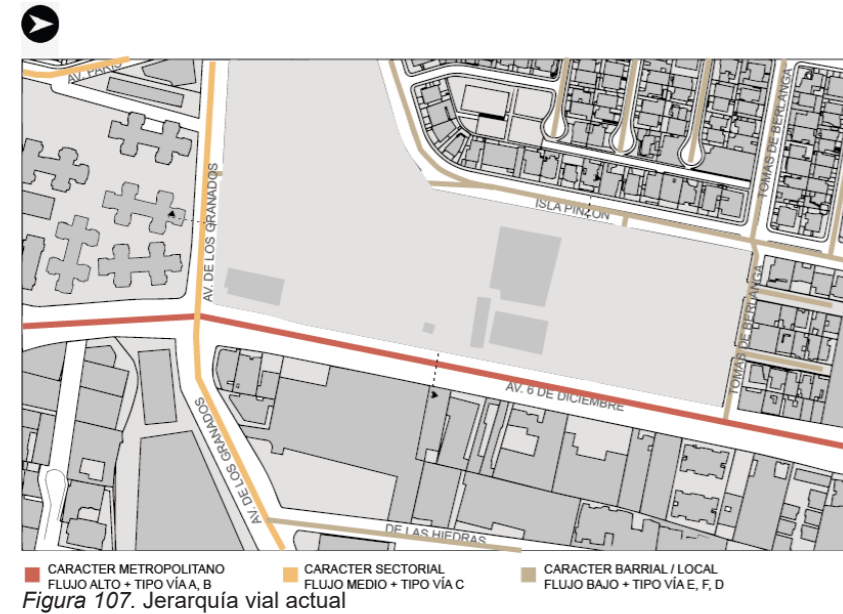 AV. PARIS
AV. DE LOS GRANADOS
ISLA PINZON
TOMAS DE BERLANGA
TOMAS DE BERLANGA
AV. 6 DE DICIEMBRE
AV. DE LOS GRANADOS
DE LAS HIEDRAS
CARACTER METROPOLITANO
FLUJO ALTO + TIPO VÍA A, B
CARACTER SECTORIAL
FLUJO MEDIO + TIPO VÍA C
CARACTER BARRIAL / LOCAL
FLUJO BAJO + TIPO VÍA E, F, D
Figura 107. Jerarquía vial actual